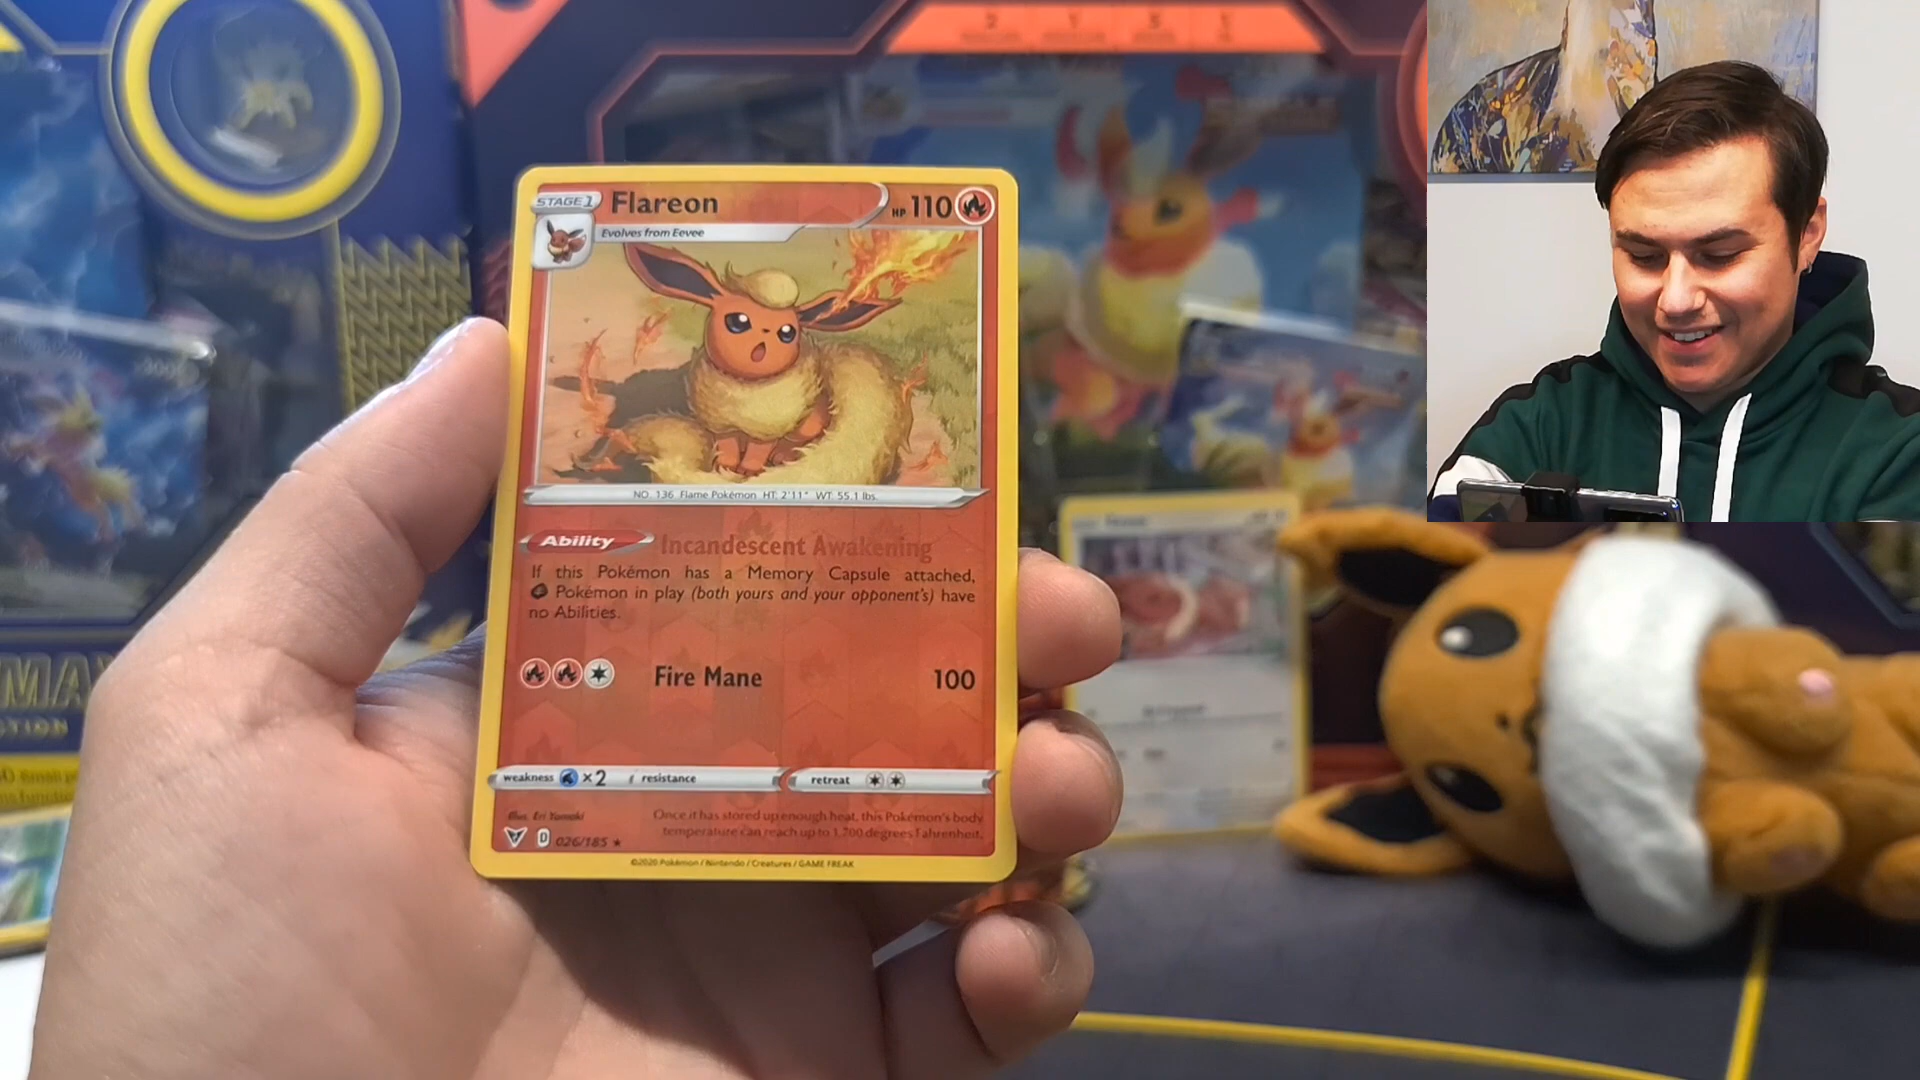 2 1 3 1
STAGE 1 Flareon HP 110
Evolves from Eevee
NO. 136 Flame Pokémon HT: 2'11" WT: 55.1 lbs.
Ability Incandescent Awakening
If this Pokémon has a Memory Capsule attached,
Pokémon in play (both yours and your opponent's) have
no Abilities.
Fire Mane 100
weakness ×2 resistance retreat
Illus. Eri Yamaki
Once it has stored up enough heat, this Pokémon's body
temperature can reach up to 1,700 degrees Fahrenheit.
D 026/185 ★
©2020 Pokémon / Nintendo / Creatures / GAME FREAK